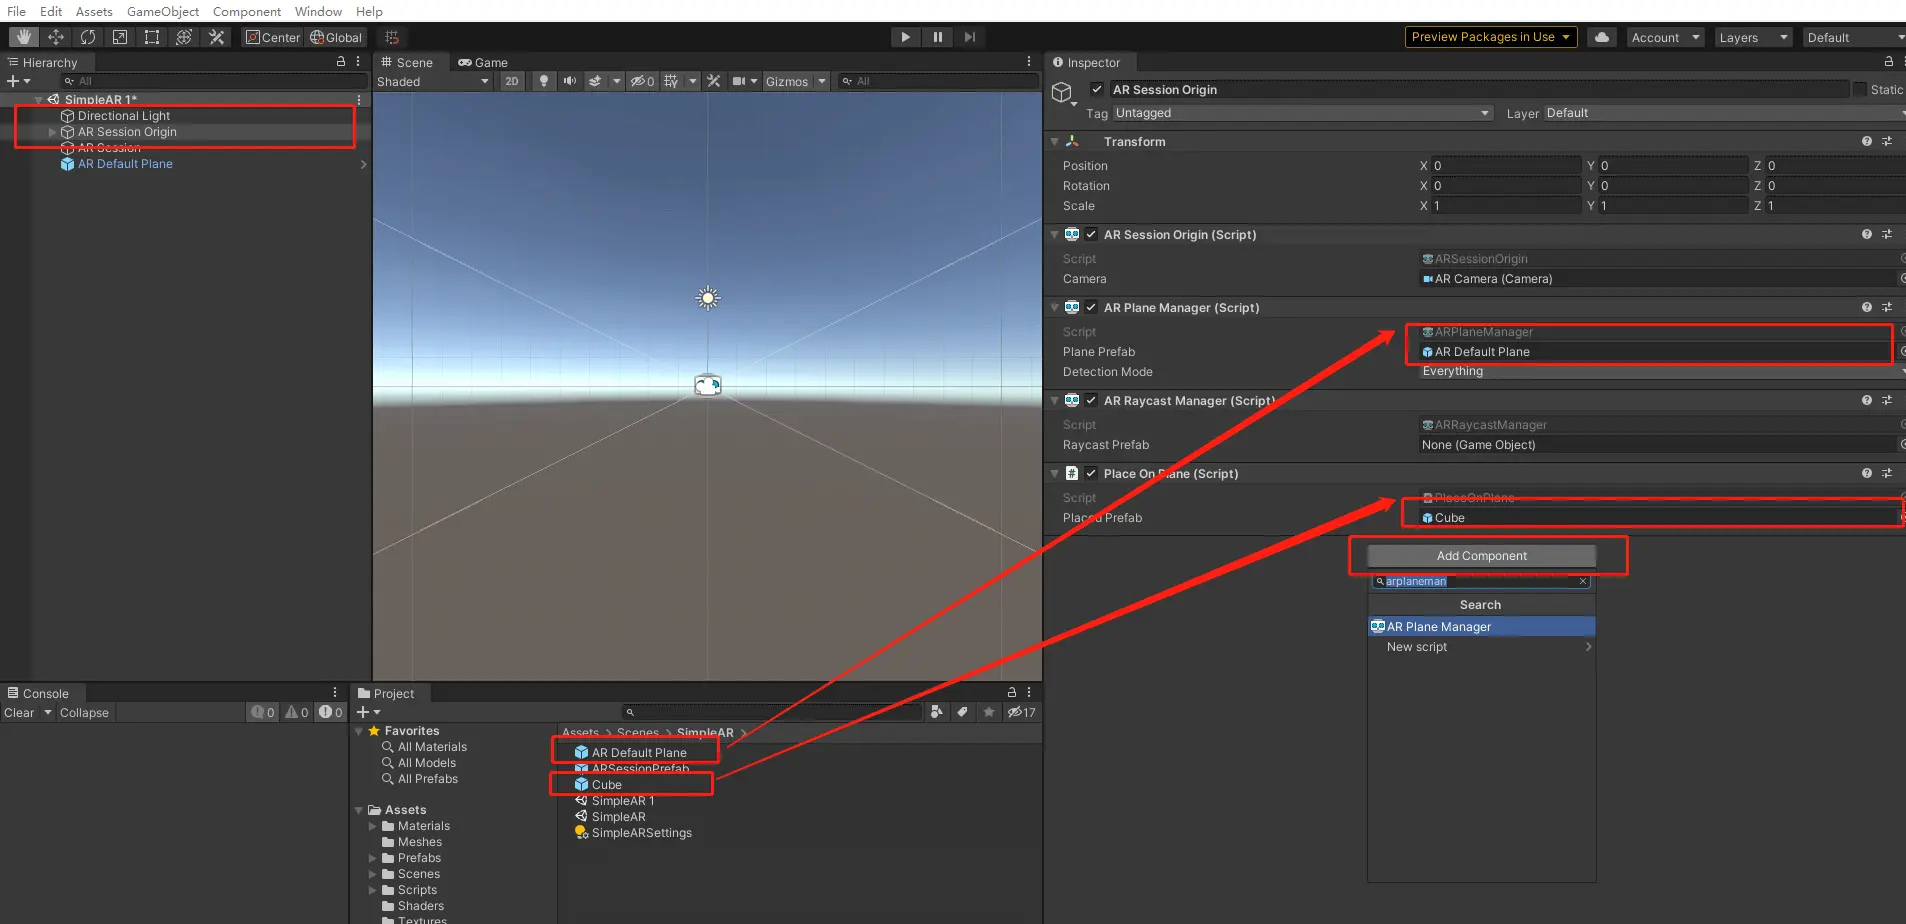 File Edit Assets GameObject Component Window Help
Center Global Preview Packages in Use Account Layers Default
Hierarchy
All
SimpleAR 1*
Directional Light
AR Session Origin
AR Session
AR Default Plane
Scene Game
Shaded 2D 0 Gizmos All
Inspector
AR Session Origin Static
Tag Untagged Layer Default
Transform
Position X 0 Y 0 Z 0
Rotation X 0 Y 0 Z 0
Scale X 1 Y 1 Z 1
AR Session Origin (Script)
Script ARSessionOrigin
Camera AR Camera (Camera)
AR Plane Manager (Script)
Script ARPlaneManager
Plane Prefab AR Default Plane
Detection Mode Everything
AR Raycast Manager (Script)
Script ARRaycastManager
Raycast Prefab None (Game Object)
Place On Plane (Script)
Script PlaceOnPlane
Placed Prefab Cube
Add Component
arplaneman
Search
AR Plane Manager
New script
Console
Clear Collapse 0 0 0
Project
17
Favorites
All Materials
All Models
All Prefabs
Assets
Materials
Meshes
Prefabs
Scenes
Scripts
Shaders
Textures
Assets > Scenes > SimpleAR >
AR Default Plane
ARSessionPrefab
Cube
SimpleAR 1
SimpleAR
SimpleARSettings